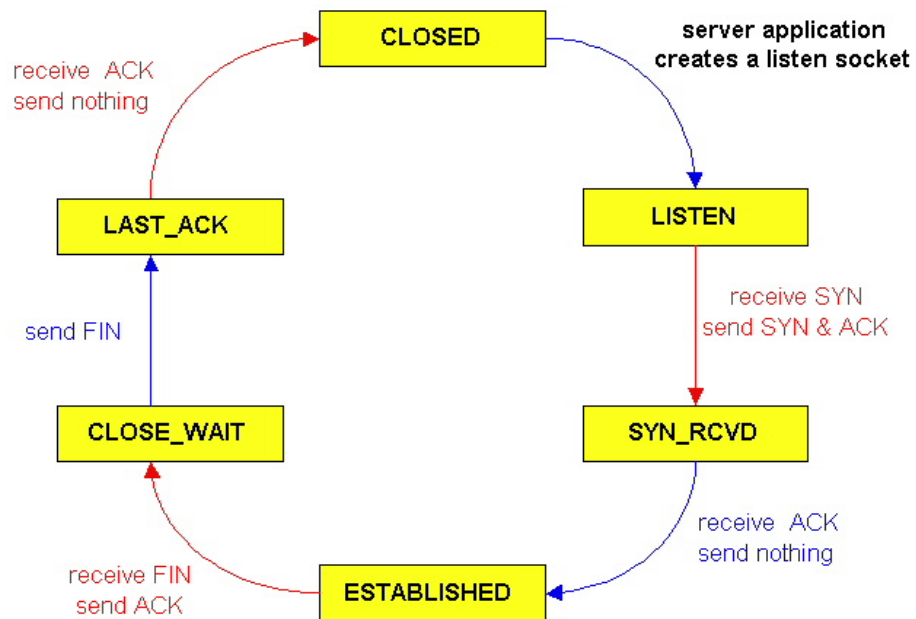 CLOSED
server application
creates a listen socket
receive ACK
send nothing
LAST_ACK
LISTEN
receive SYN
send SYN & ACK
send FIN
CLOSE_WAIT
SYN_RCVD
receive ACK
send nothing
receive FIN
send ACK
ESTABLISHED